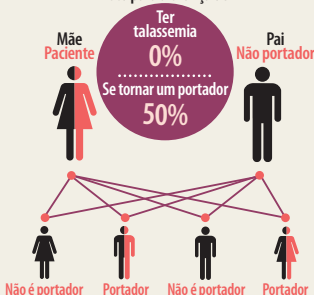 Ter
talassemia
0%
Se tornar um portador
50%
Mãe
Paciente
Pai
Não portador
Não é portador
Portador
Não é portador
Portador